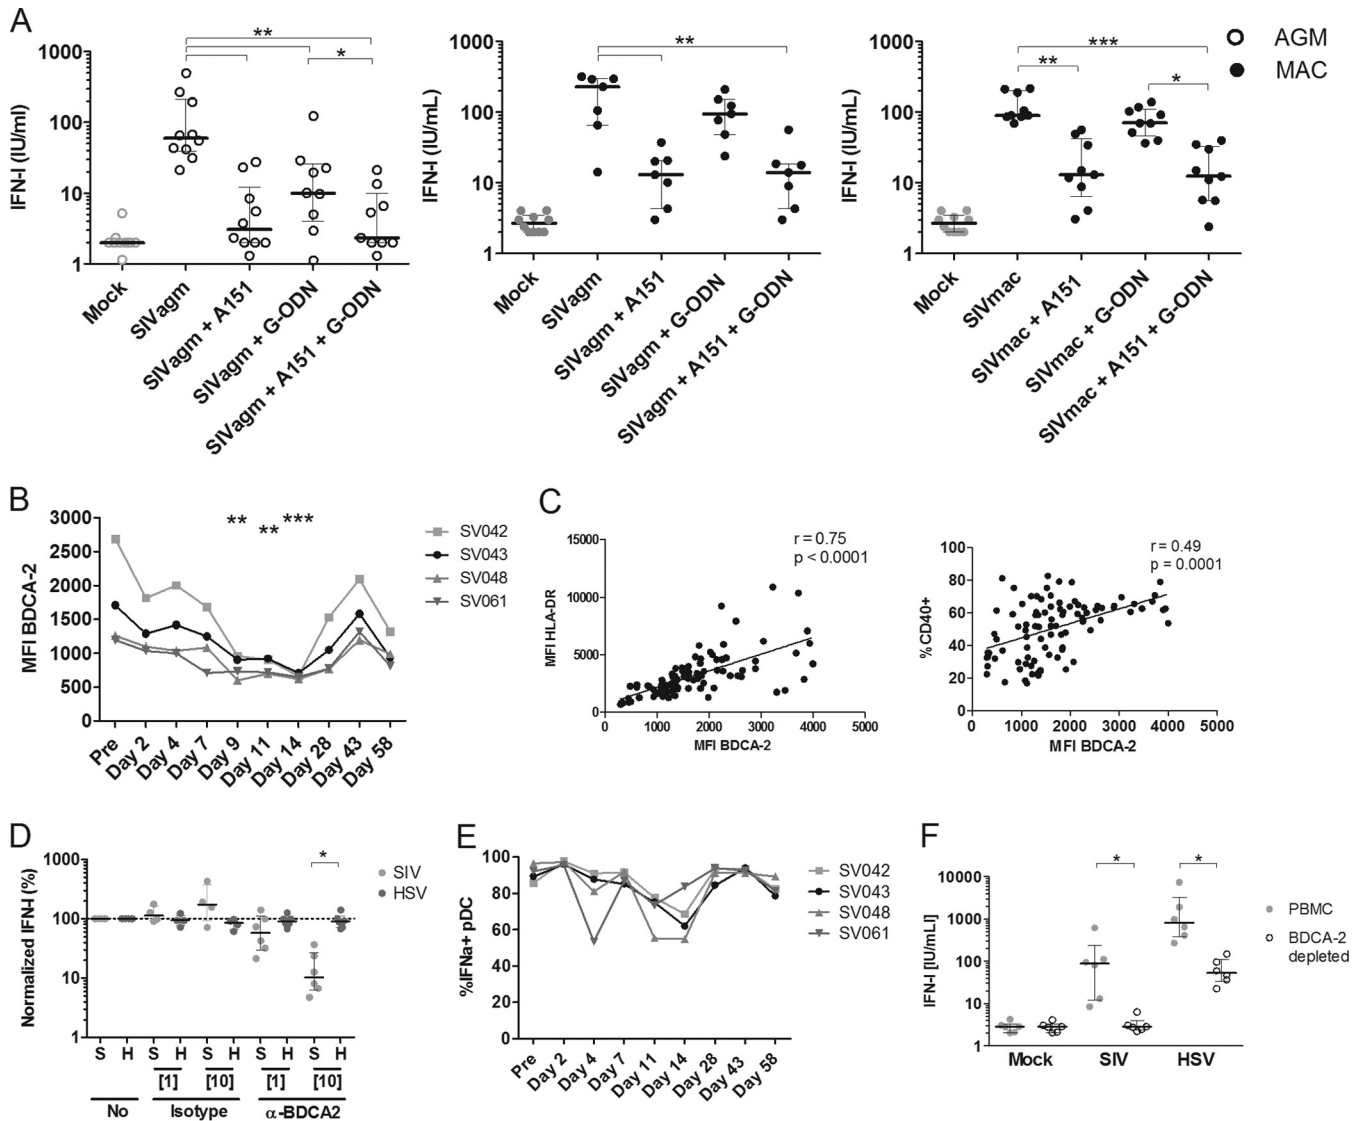 A
1000
100
10
1
IFN-I (IU/ml)
**
*
Mock
SIVagm
SIVagm + A151
SIVagm + G-ODN
SIVagm + A151 + G-ODN
1000
100
10
1
IFN-I (IU/mL)
**
Mock
SIVagm
SIVagm + A151
SIVagm + G-ODN
SIVagm + A151 + G-ODN
1000
100
10
1
IFN-I (IU/mL)
***
**
*
Mock
SIVmac
SIVmac + A151
SIVmac + G-ODN
SIVmac + A151 + G-ODN
AGM
MAC
B
3000
2500
2000
1500
1000
500
0
MFI BDCA-2
**
**
***
Pre
Day 2
Day 4
Day 7
Day 9
Day 11
Day 14
Day 28
Day 43
Day 58
SV042
SV043
SV048
SV061
C
15000
10000
5000
0
MFI HLA-DR
r = 0.75
p < 0.0001
0
1000
2000
3000
4000
5000
MFI BDCA-2
100
80
60
40
20
0
%CD40+
r = 0.49
p = 0.0001
0
1000
2000
3000
4000
5000
MFI BDCA-2
D
1000
100
10
1
Normalized IFN-I (%)
*
SIV
HSV
S H S H S H S H S H
[1] [10] [1] [10]
No Isotype α-BDCA2
E
100
80
60
40
20
0
%IFNa+ pDC
Pre
Day 2
Day 4
Day 7
Day 11
Day 14
Day 28
Day 43
Day 58
SV042
SV043
SV048
SV061
F
10000
1000
100
10
1
IFN-I [IU/mL]
*
*
Mock SIV HSV
PBMC
BDCA-2
depleted